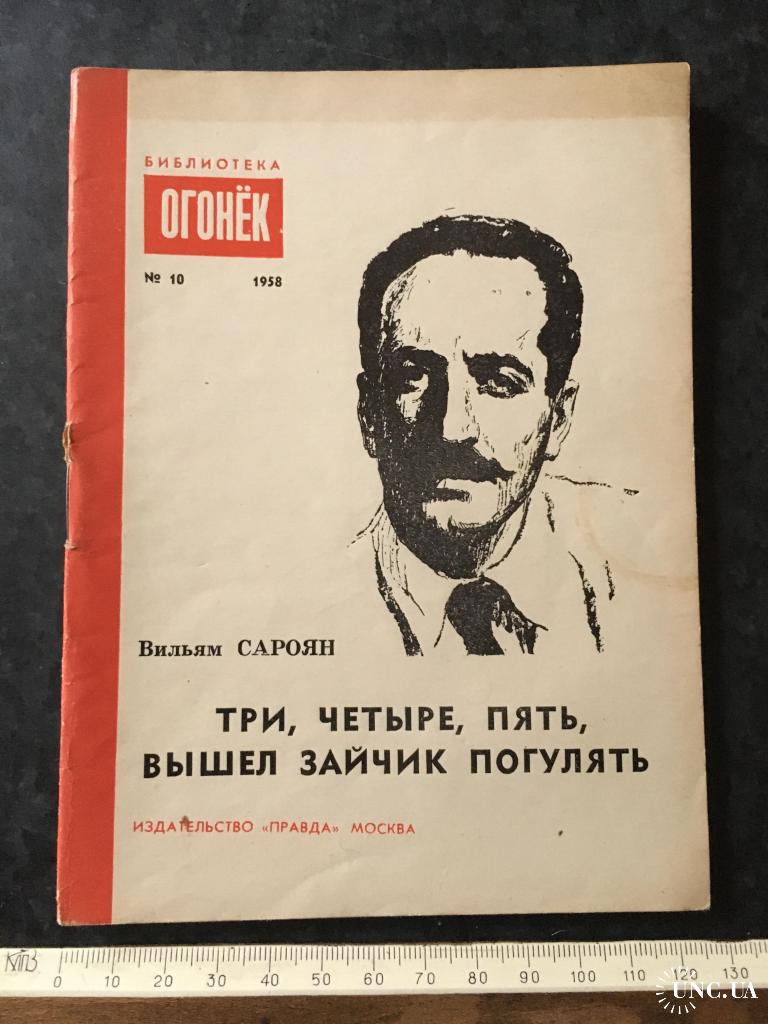 БИБЛИОТЕКА
ОГОНЁК
№ 10 1958
Вильям САРОЯН
ТРИ, ЧЕТЫРЕ, ПЯТЬ,
ВЫШЕЛ ЗАЙЧИК ПОГУЛЯТЬ
ИЗДАТЕЛЬСТВО «ПРАВДА» МОСКВА
0 10 20 30 40 50 60 70 80 90 100 110 120 130
UNC.UA